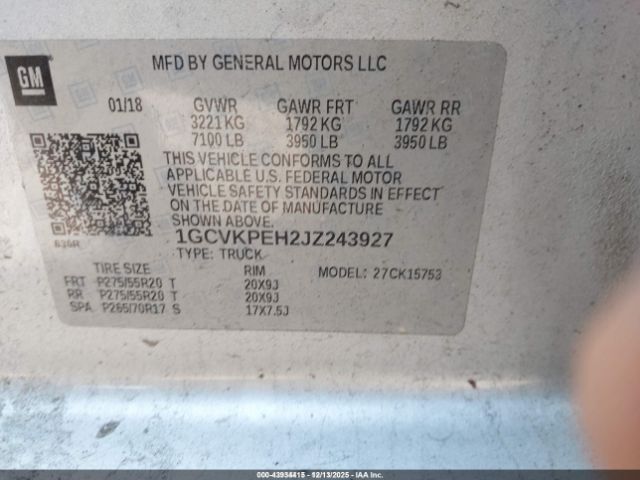 GM
MFD BY GENERAL MOTORS LLC
01/18 GVWR GAWR FRT GAWR RR
3221 KG 1792 KG 1792 KG
7100 LB 3950 LB 3950 LB
THIS VEHICLE CONFORMS TO ALL
APPLICABLE U.S. FEDERAL MOTOR
VEHICLE SAFETY STANDARDS IN EFFECT
ON THE DATE OF MANUFACTURE
SHOWN ABOVE.
636R 1GCVKPEH2JZ243927
TYPE: TRUCK
TIRE SIZE RIM MODEL: 27CK15753
FRT P275/55R20 T 20X9J
RR P275/55R20 T 20X9J
SPA P265/70R17 S 17X7.5J
000-43934415 - 12/13/2025 - IAA, Inc.